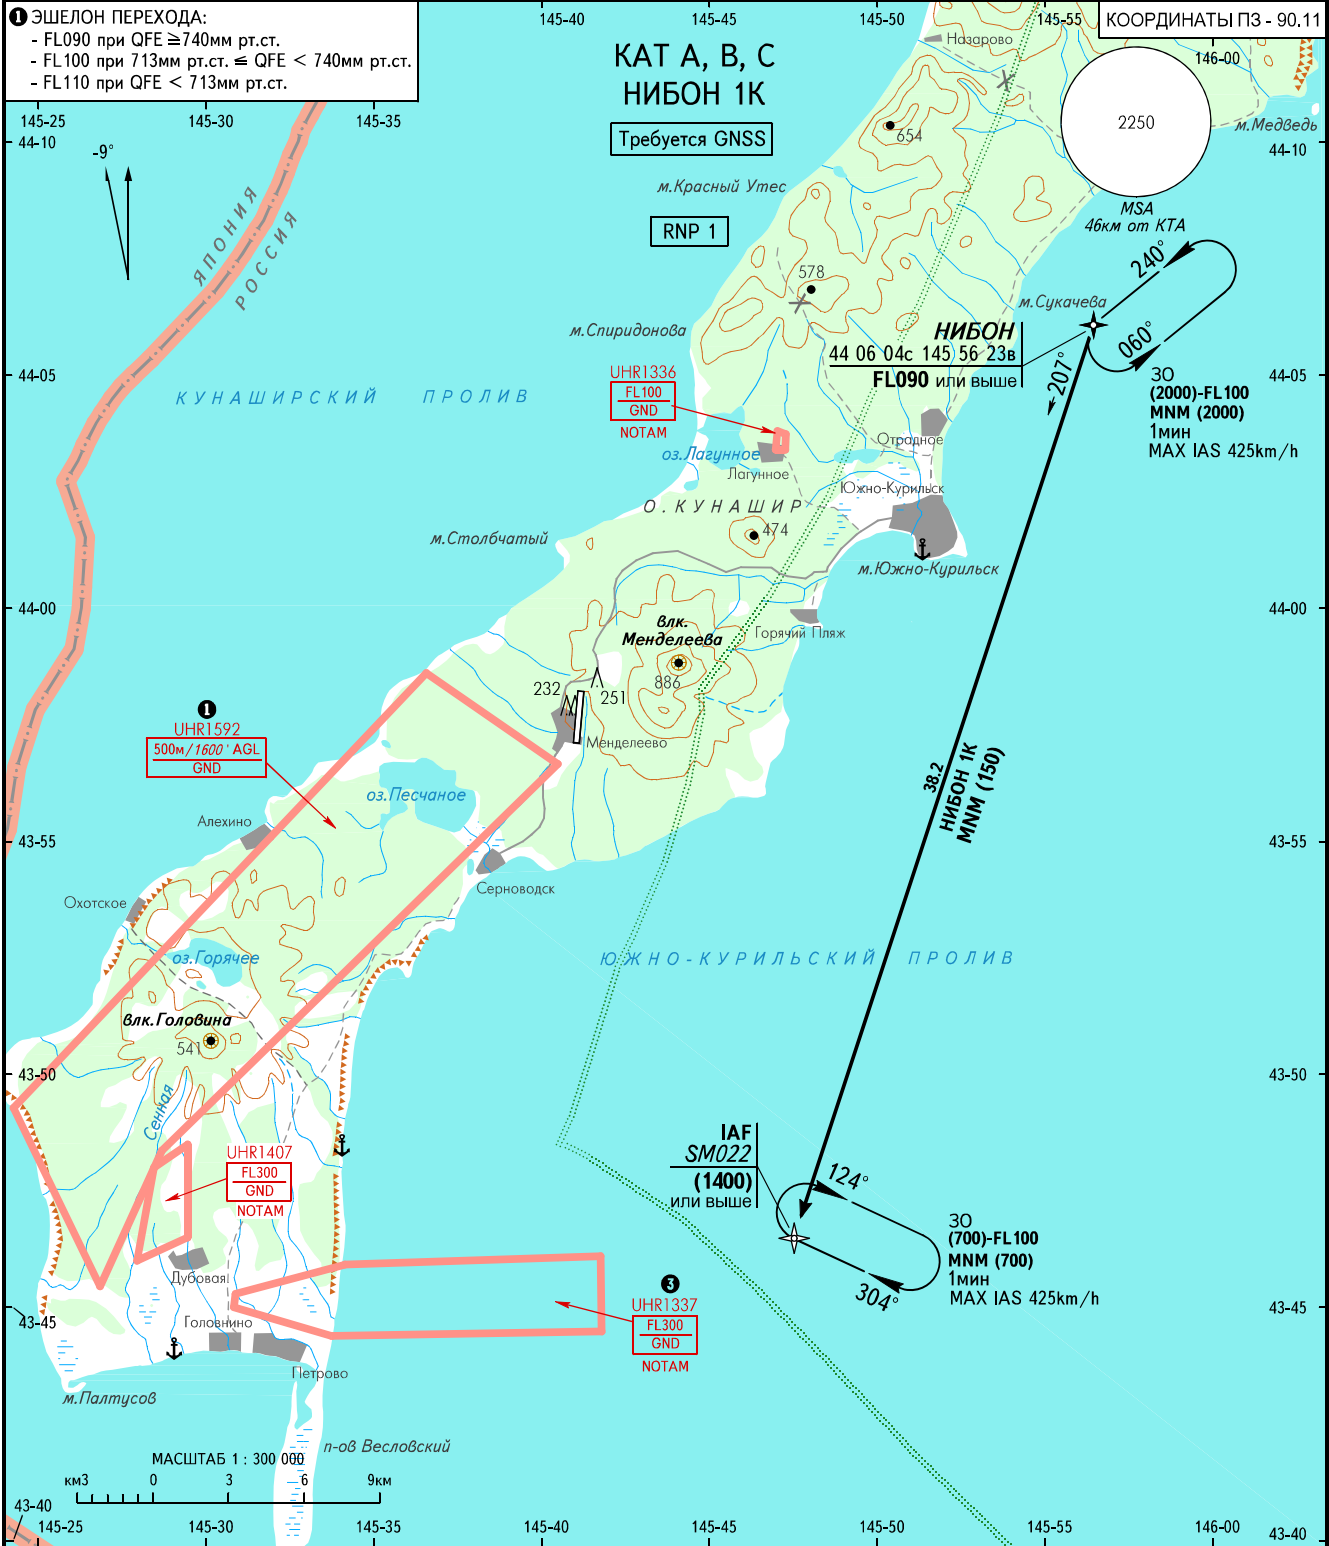 ❶ ЭШЕЛОН ПЕРЕХОДА:
- FL090 при QFE ≥740мм рт.ст.
- FL100 при 713мм рт.ст. ≤ QFE < 740мм рт.ст.
- FL110 при QFE < 713мм рт.ст.
145-40
145-50
145-55
КООРДИНАТЫ ПЗ - 90.11
146-00
145-25
145-30
145-35
44-10
44-10
КАТ А, В, С
НИБОН 1К
Требуется GNSS
RNP 1
Назарово
654
2250
м.Медведь
MSA
46км от КТА
-9°
м.Красный Утес
ЯПОНИЯ
РОССИЯ
578
м.Сукачева
240°
060°
207°
м.Спиридонова
НИБОН
44 06 04с 145 56 23в
FL090 или выше
44-05
44-05
ЗО
(2000)-FL100
MNM (2000)
1мин
MAX IAS 425km/h
КУНАШИРСКИЙ ПРОЛИВ
UHR1336
FL100
GND
NOTAM
оз.Лагунное
Лагунное
Отрадное
Южно-Курильск
О.КУНАШИР
474
м.Столбчатый
м.Южно-Курильск
44-00
44-00
влк.
Менделеева
886
Горячий Пляж
232
251
Менделеево
❶
UHR1592
500м/1600' AGL
GND
оз.Песчаное
38.2
НИБОН 1К
MNM (150)
Алехино
43-55
43-55
Серноводск
Охотское
оз.Горячее
ЮЖНО-КУРИЛЬСКИЙ ПРОЛИВ
влк.Головина
541
43-50
43-50
Сенная
IAF
SM022
(1400)
или выше
124°
304°
UHR1407
FL300
GND
NOTAM
ЗО
(700)-FL100
MNM (700)
1мин
MAX IAS 425km/h
Дубовая
❸
UHR1337
FL300
GND
NOTAM
43-45
43-45
Головнино
Петрово
м.Палтусов
п-ов Весловский
МАСШТАБ 1 : 300 000
км3 0 3 6 9км
43-40
145-25
145-30
145-35
145-40
145-45
145-50
145-55
146-00
43-40